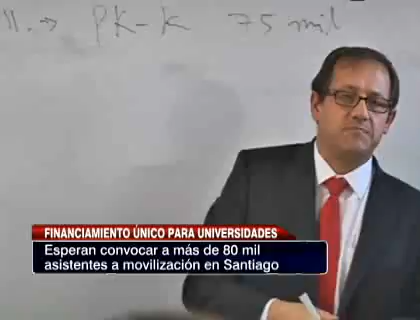 11. → PK-K 75 mil
FINANCIAMIENTO ÚNICO PARA UNIVERSIDADES
Esperan convocar a más de 80 mil
asistentes a movilización en Santiago